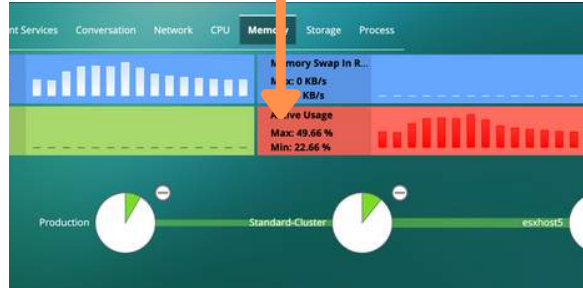 nt Services Conversation Network CPU Memory Storage Process
Memory Swap In R...
Max: 0 KB/s
KB/s
Active Usage
Max: 49.66 %
Min: 22.66 %
Production Standard-Cluster esxhost5